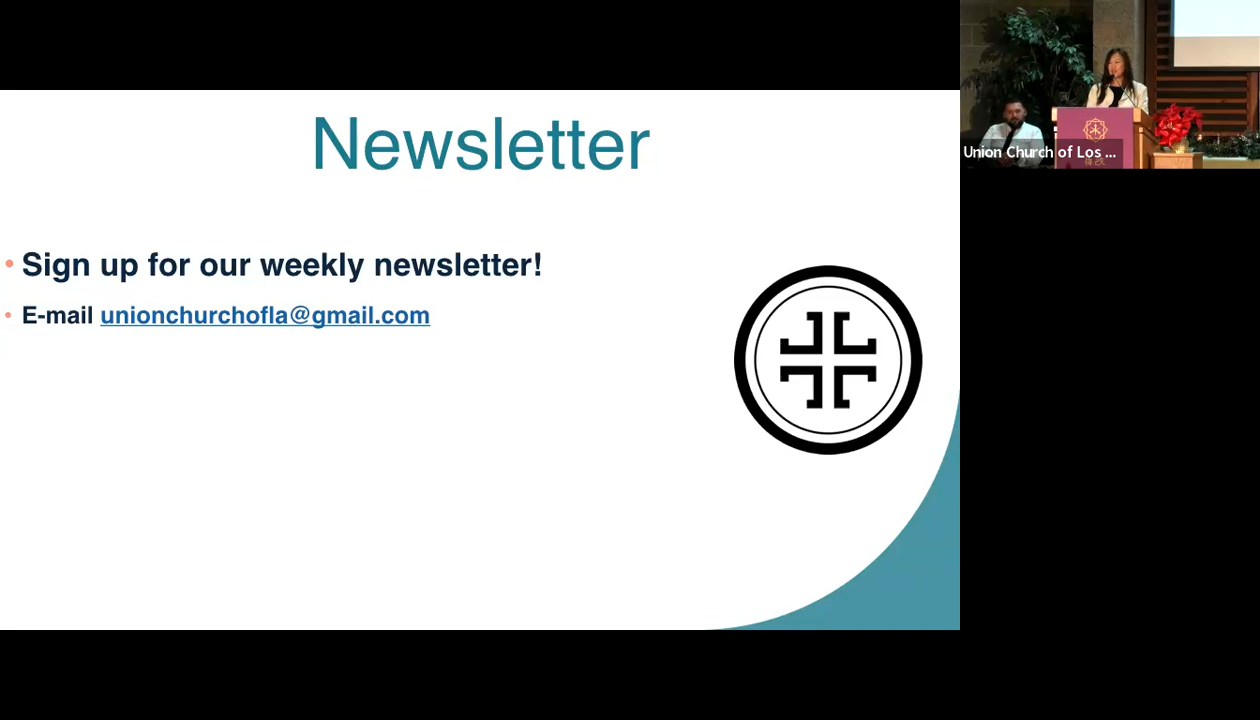 Newsletter
• Sign up for our weekly newsletter!
• E-mail unionchurchofla@gmail.com
Union Church of Los ...